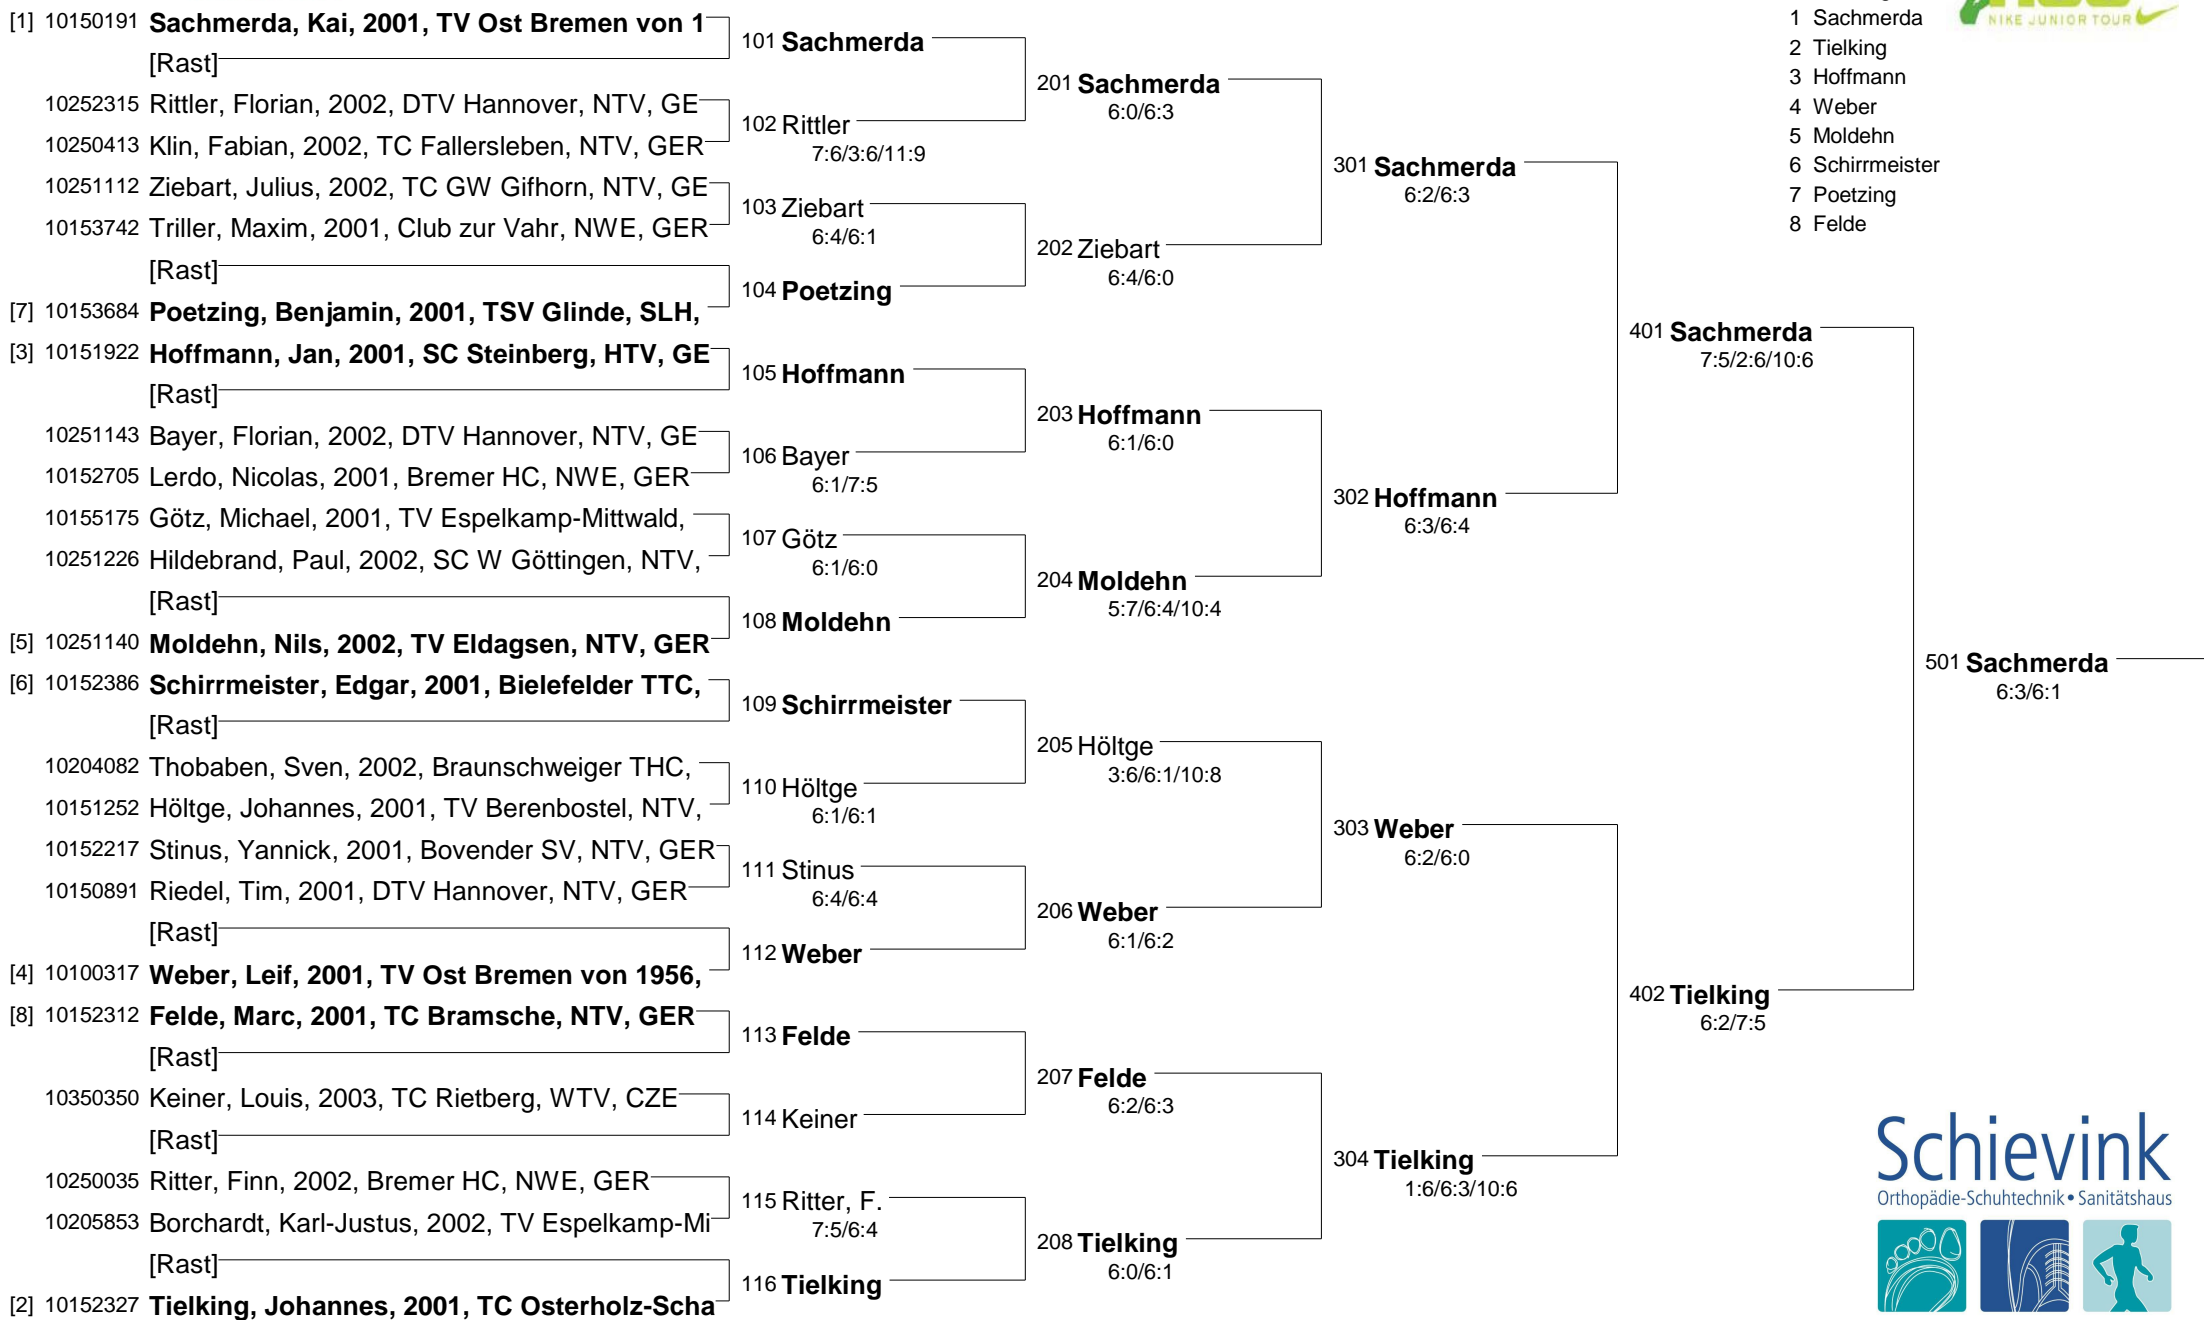 [1] 10150191 Sachmerda, Kai, 2001, TV Ost Bremen von 1
[Rast]
10252315 Rittler, Florian, 2002, DTV Hannover, NTV, GE
10250413 Klin, Fabian, 2002, TC Fallersleben, NTV, GER
10251112 Ziebart, Julius, 2002, TC GW Gifhorn, NTV, GE
10153742 Triller, Maxim, 2001, Club zur Vahr, NWE, GER
[Rast]
[7] 10153684 Poetzing, Benjamin, 2001, TSV Glinde, SLH,
[3] 10151922 Hoffmann, Jan, 2001, SC Steinberg, HTV, GE
[Rast]
10251143 Bayer, Florian, 2002, DTV Hannover, NTV, GE
10152705 Lerdo, Nicolas, 2001, Bremer HC, NWE, GER
10155175 Götz, Michael, 2001, TV Espelkamp-Mittwald,
10251226 Hildebrand, Paul, 2002, SC W Göttingen, NTV,
[Rast]
[5] 10251140 Moldehn, Nils, 2002, TV Eldagsen, NTV, GER
[6] 10152386 Schirrmeister, Edgar, 2001, Bielefelder TTC,
[Rast]
10204082 Thobaben, Sven, 2002, Braunschweiger THC,
10151252 Höltge, Johannes, 2001, TV Berenbostel, NTV,
10152217 Stinus, Yannick, 2001, Bovender SV, NTV, GER
10150891 Riedel, Tim, 2001, DTV Hannover, NTV, GER
[Rast]
[4] 10100317 Weber, Leif, 2001, TV Ost Bremen von 1956,
[8] 10152312 Felde, Marc, 2001, TC Bramsche, NTV, GER
[Rast]
10350350 Keiner, Louis, 2003, TC Rietberg, WTV, CZE
[Rast]
10250035 Ritter, Finn, 2002, Bremer HC, NWE, GER
10205853 Borchardt, Karl-Justus, 2002, TV Espelkamp-Mi
[Rast]
[2] 10152327 Tielking, Johannes, 2001, TC Osterholz-Scha
101 Sachmerda
102 Rittler
7:6/3:6/11:9
103 Ziebart
6:4/6:1
104 Poetzing
105 Hoffmann
106 Bayer
6:1/7:5
107 Götz
6:1/6:0
108 Moldehn
109 Schirrmeister
110 Höltge
6:1/6:1
111 Stinus
6:4/6:4
112 Weber
113 Felde
114 Keiner
115 Ritter, F.
7:5/6:4
116 Tielking
201 Sachmerda
6:0/6:3
202 Ziebart
6:4/6:0
203 Hoffmann
6:1/6:0
204 Moldehn
5:7/6:4/10:4
205 Höltge
3:6/6:1/10:8
206 Weber
6:1/6:2
207 Felde
6:2/6:3
208 Tielking
6:0/6:1
301 Sachmerda
6:2/6:3
302 Hoffmann
6:3/6:4
303 Weber
6:2/6:0
304 Tielking
1:6/6:3/10:6
401 Sachmerda
7:5/2:6/10:6
402 Tielking
6:2/7:5
501 Sachmerda
6:3/6:1
1 Sachmerda
2 Tielking
3 Hoffmann
4 Weber
5 Moldehn
6 Schirrmeister
7 Poetzing
8 Felde
NIKE JUNIOR TOUR
Schievink
Orthopädie-Schuhtechnik • Sanitätshaus